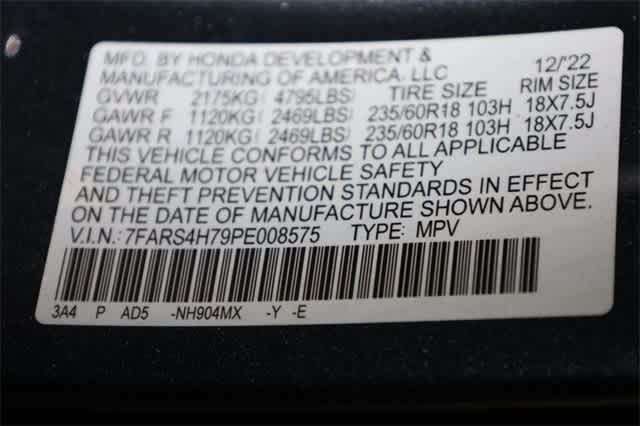 MFD. BY HONDA DEVELOPMENT &
MANUFACTURING OF AMERICA, LLC 12/'22
GVWR 2175KG( 4795LBS) TIRE SIZE RIM SIZE
GAWR F 1120KG( 2469LBS) 235/60R18 103H 18X7.5J
GAWR R 1120KG( 2469LBS) 235/60R18 103H 18X7.5J
THIS VEHICLE CONFORMS TO ALL APPLICABLE
FEDERAL MOTOR VEHICLE SAFETY
AND THEFT PREVENTION STANDARDS IN EFFECT
ON THE DATE OF MANUFACTURE SHOWN ABOVE.
V.I.N.:7FARS4H79PE008575 TYPE: MPV
3A4 P AD5 -NH904MX -Y -E